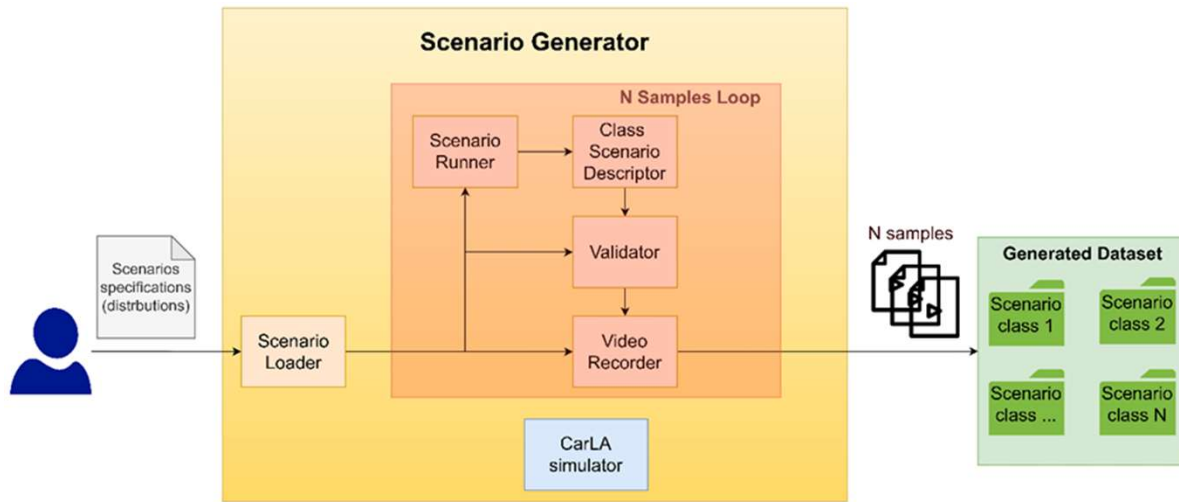 Scenario Generator
N Samples Loop
Scenario
Runner
Class
Scenario
Descriptor
Validator
Scenarios
specifications
(distrbutions)
Scenario
Loader
Video
Recorder
CarLA
simulator
N samples
Generated Dataset
Scenario
class 1
Scenario
class 2
Scenario
class ...
Scenario
class N